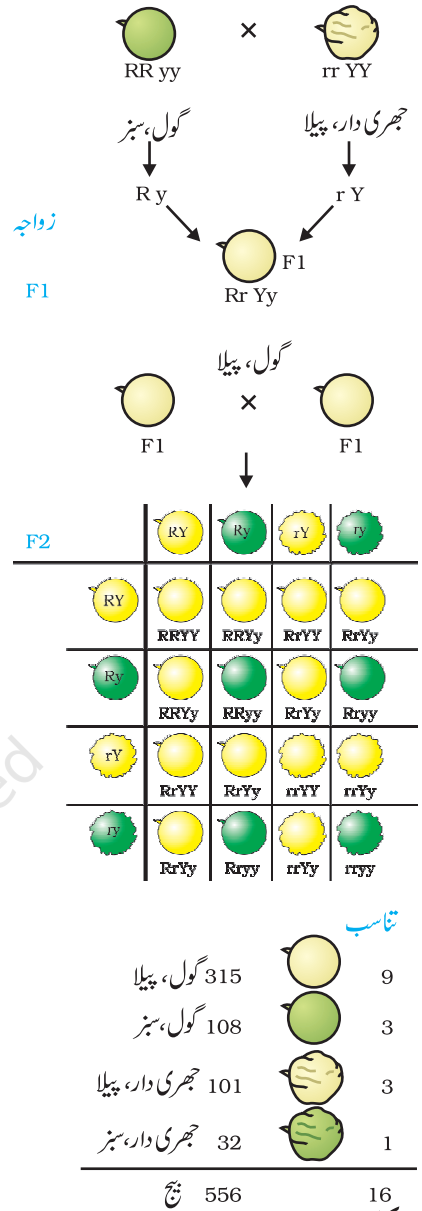 RR yy × rr YY
گول، سبز جھری دار، پیلا
R y r Y
زواجہ
F1
F1
Rr Yy
گول، پیلا
×
F1 F1
F2
RY Ry rY ry
RY
RRYY RRYy RrYY RrYy
Ry
RRYy RRyy RrYy Rryy
rY
RrYY RrYy rrYY rrYy
ry
RrYy Rryy rrYy rryy
تناسب
315 گول، پیلا 9
108 گول، سبز 3
101 جھری دار، پیلا 3
32 جھری دار، سبز 1
556 بیج 16